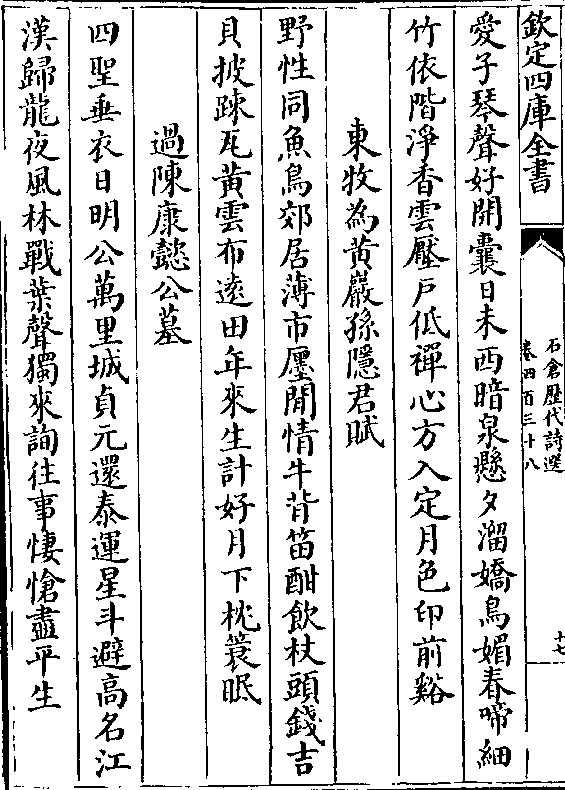 欽定四庫全書
石倉歷代詩選
卷四百三十八
十七
愛子琴聲好開囊日未西暗泉懸夕溜嬌鳥媚春啼細
竹依階淨香雲壓戶低禪心方入定月色印前谿
東牧為黃巖孫隱君賦
野性同魚鳥郊居薄市廛閒情牛背笛酣飲杖頭錢吉
貝披疎瓦黃雲布遠田年來生計好月下枕蓑眠
過陳康懿公墓
四聖垂衣日明公萬里城貞元還泰運星斗避高名江
漢歸龍夜風林戰葉聲獨來詢往事悽愴盡平生